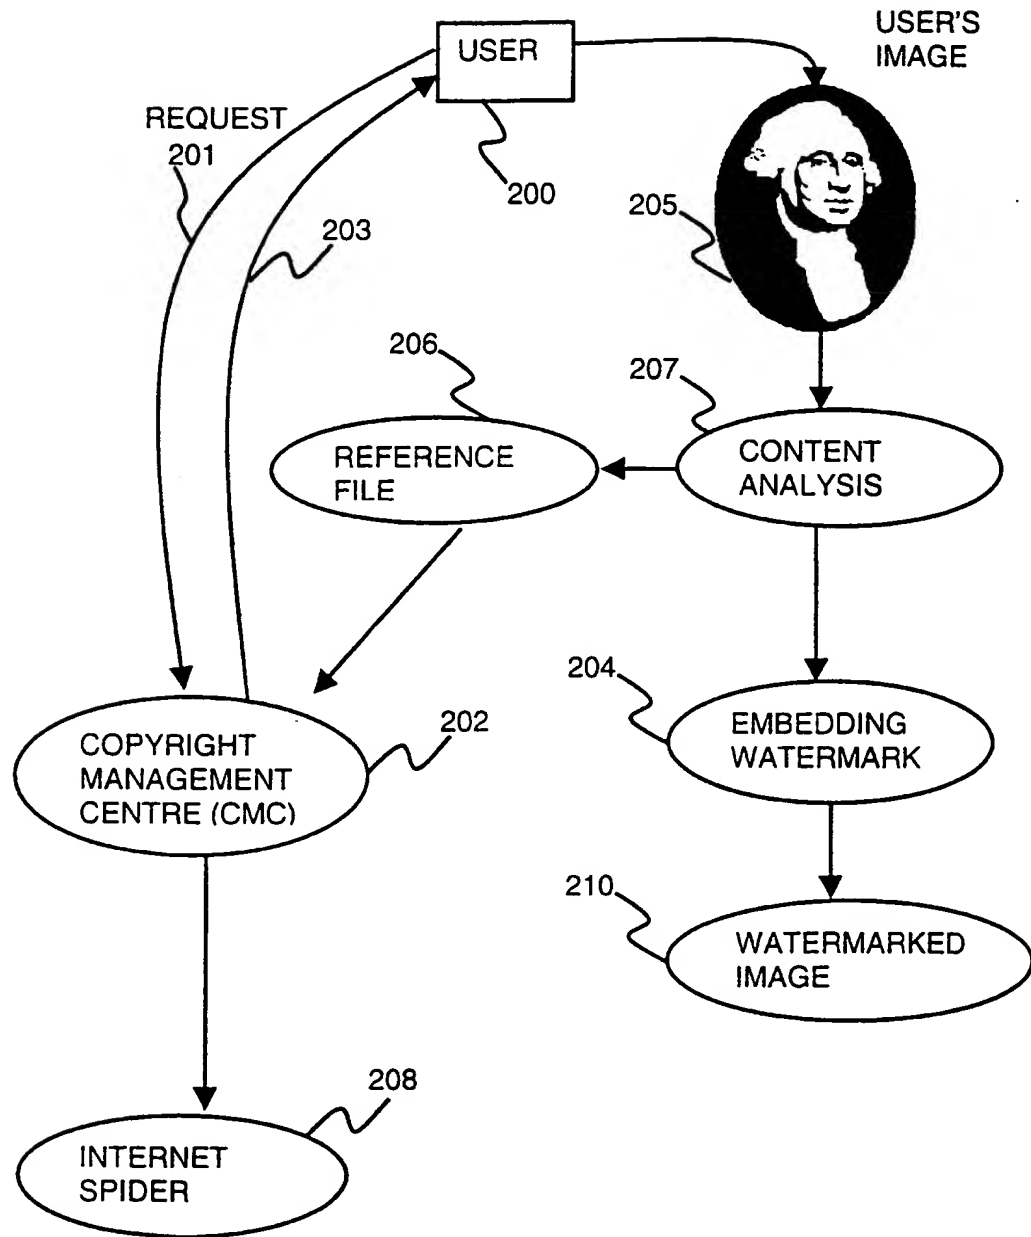 USER
USER'S
IMAGE
REQUEST
201
200
203
205
206
207
REFERENCE
FILE
CONTENT
ANALYSIS
204
202
COPYRIGHT
MANAGEMENT
CENTRE (CMC)
EMBEDDING
WATERMARK
210
WATERMARKED
IMAGE
208
INTERNET
SPIDER